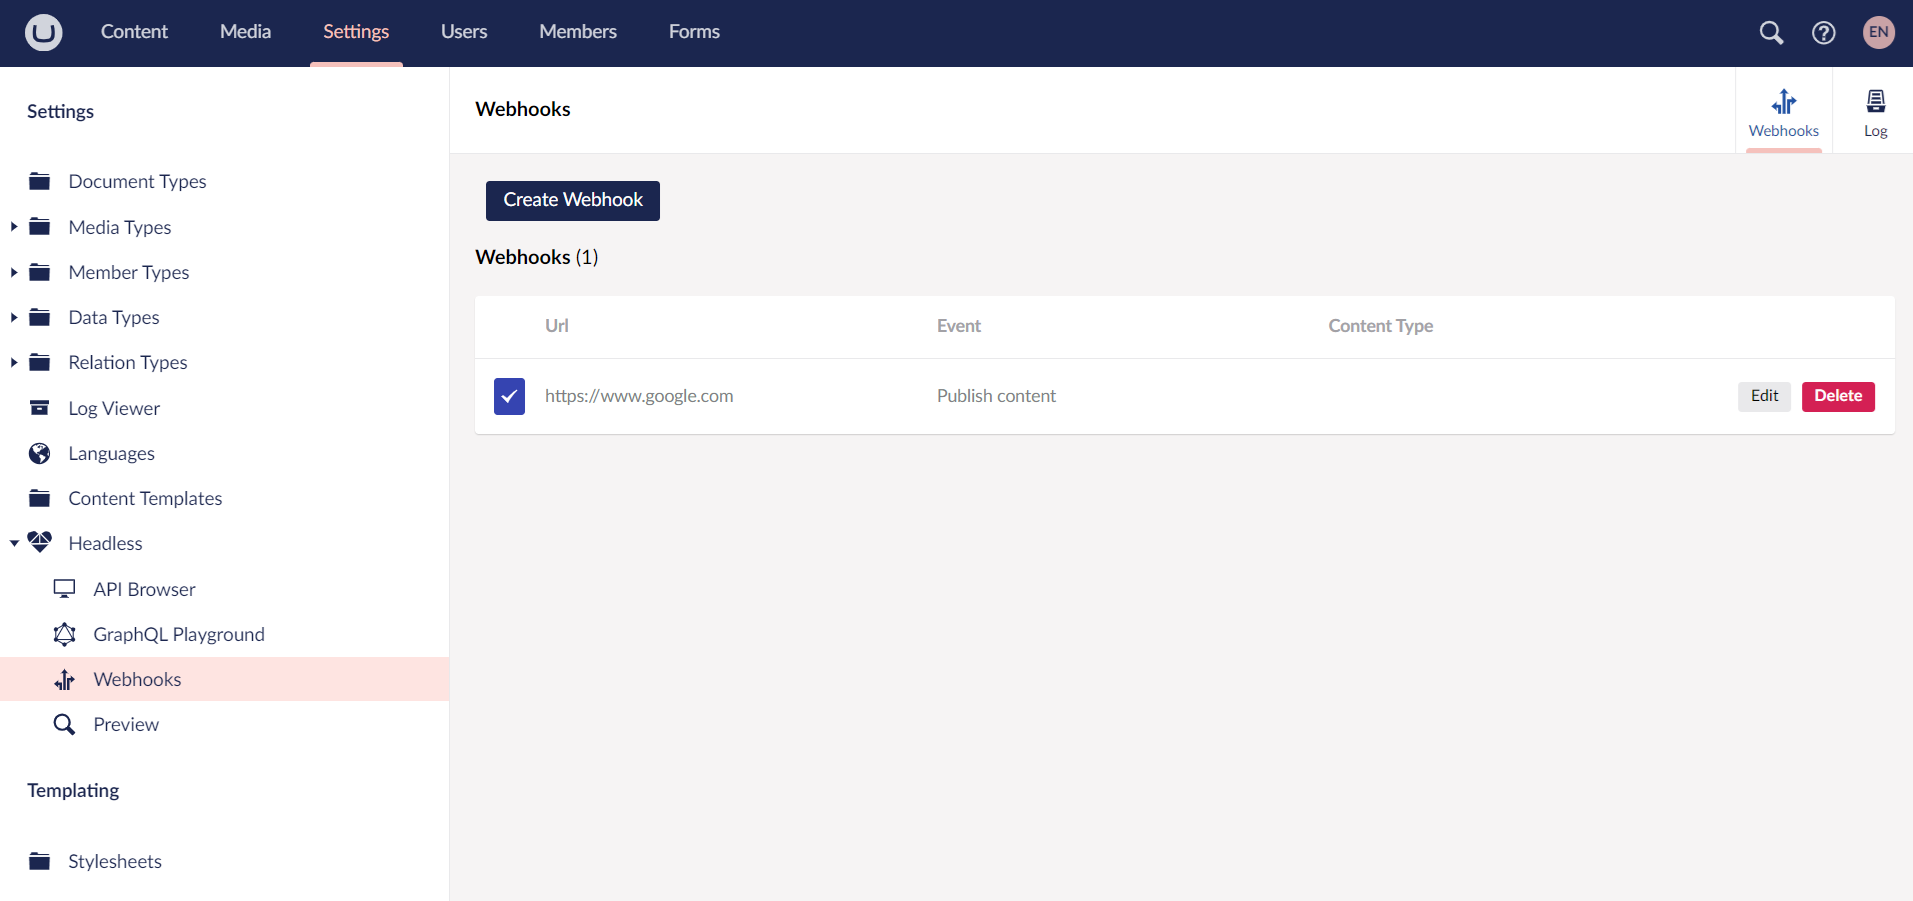 Content Media Settings Users Members Forms EN
Settings
Document Types
Media Types
Member Types
Data Types
Relation Types
Log Viewer
Languages
Content Templates
Headless
API Browser
GraphQL Playground
Webhooks
Preview
Templating
Stylesheets
Webhooks
Webhooks
Log
Create Webhook
Webhooks (1)
Url Event Content Type
https://www.google.com Publish content Edit Delete